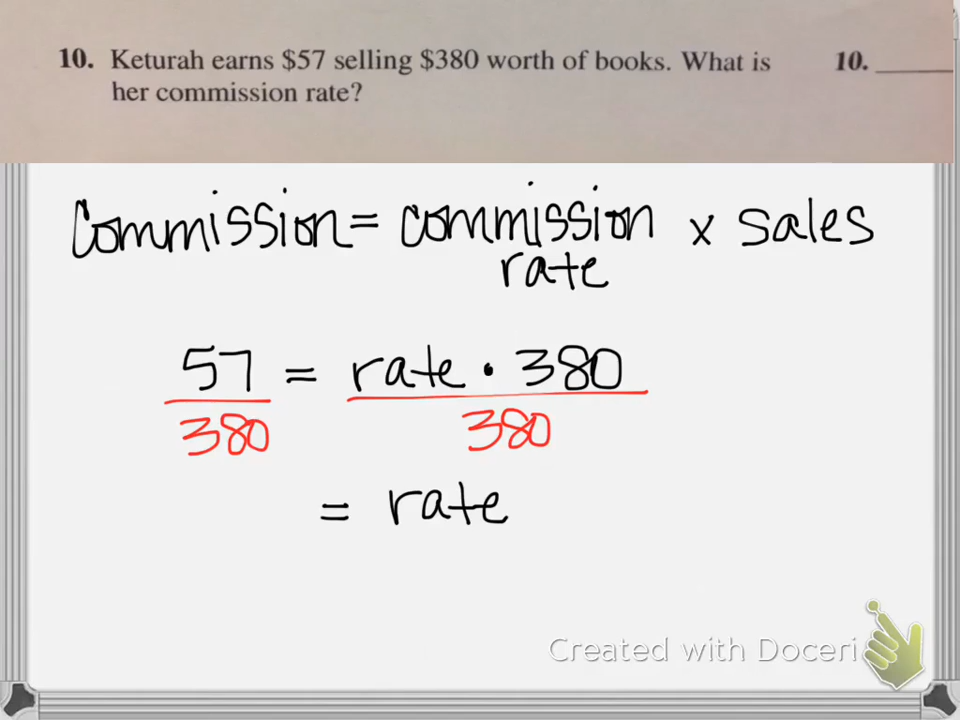 10. Keturah earns $57 selling $380 worth of books. What is 10. ____
her commission rate?
Commission = commission x sales
rate
57 = rate · 380
380 380
= rate
Created with Doceri